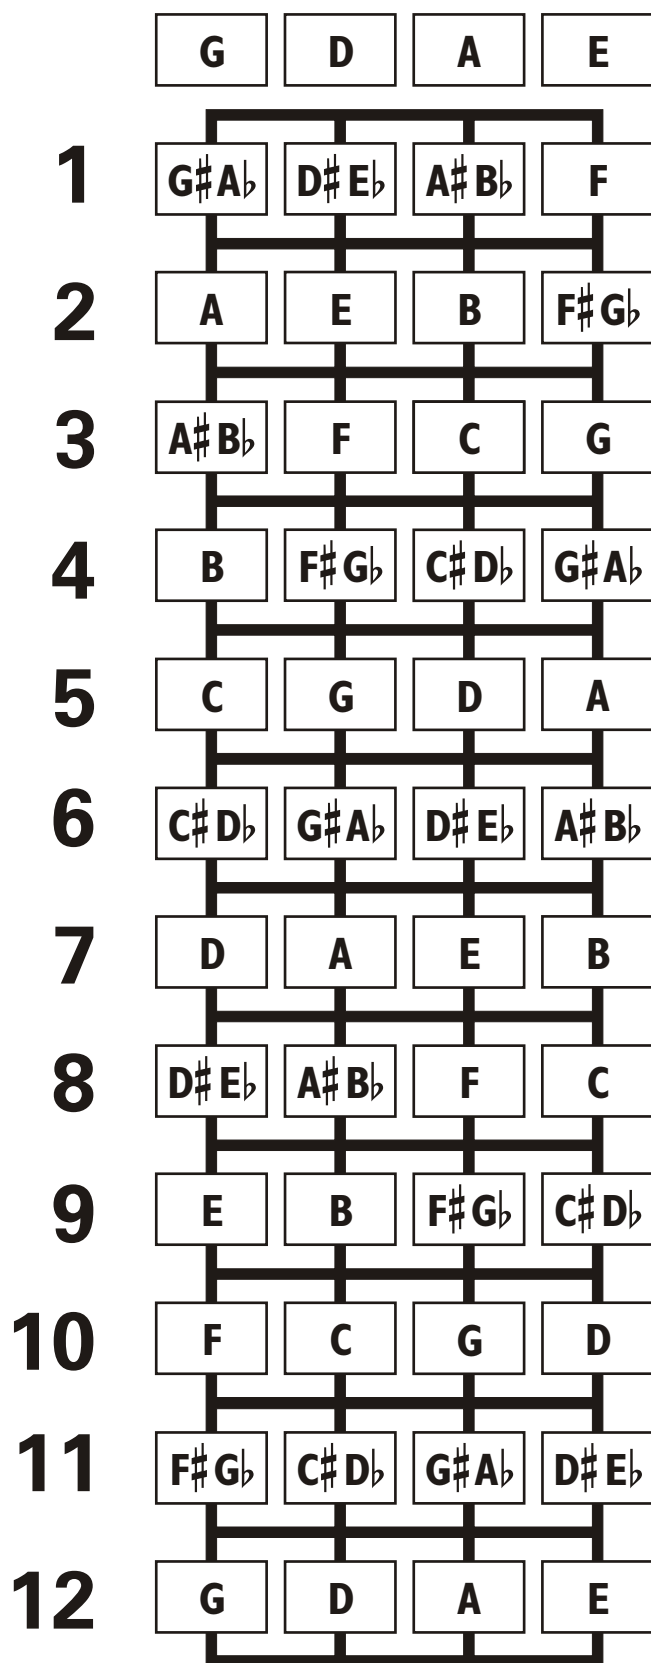 G D A E
1 G♯A♭ D♯E♭ A♯B♭ F
2 A E B F♯G♭
3 A♯B♭ F C G
4 B F♯G♭ C♯D♭ G♯A♭
5 C G D A
6 C♯D♭ G♯A♭ D♯E♭ A♯B♭
7 D A E B
8 D♯E♭ A♯B♭ F C
9 E B F♯G♭ C♯D♭
10 F C G D
11 F♯G♭ C♯D♭ G♯A♭ D♯E♭
12 G D A E